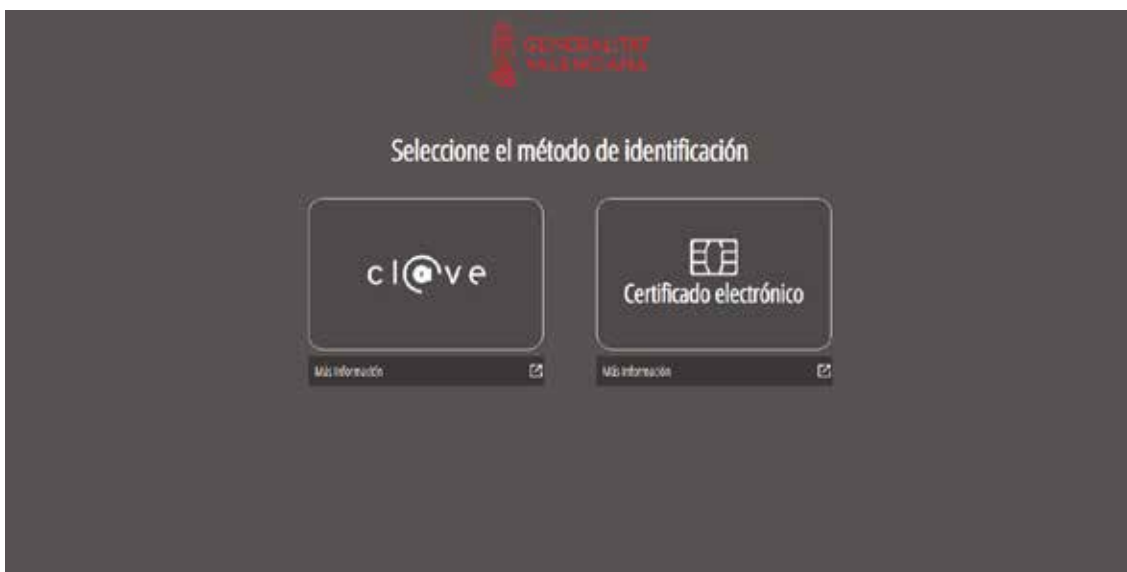 GENERALITAT
VALENCIANA
Seleccione el método de identificación
cl@ve
Certificado electrónico
Más información
Más información